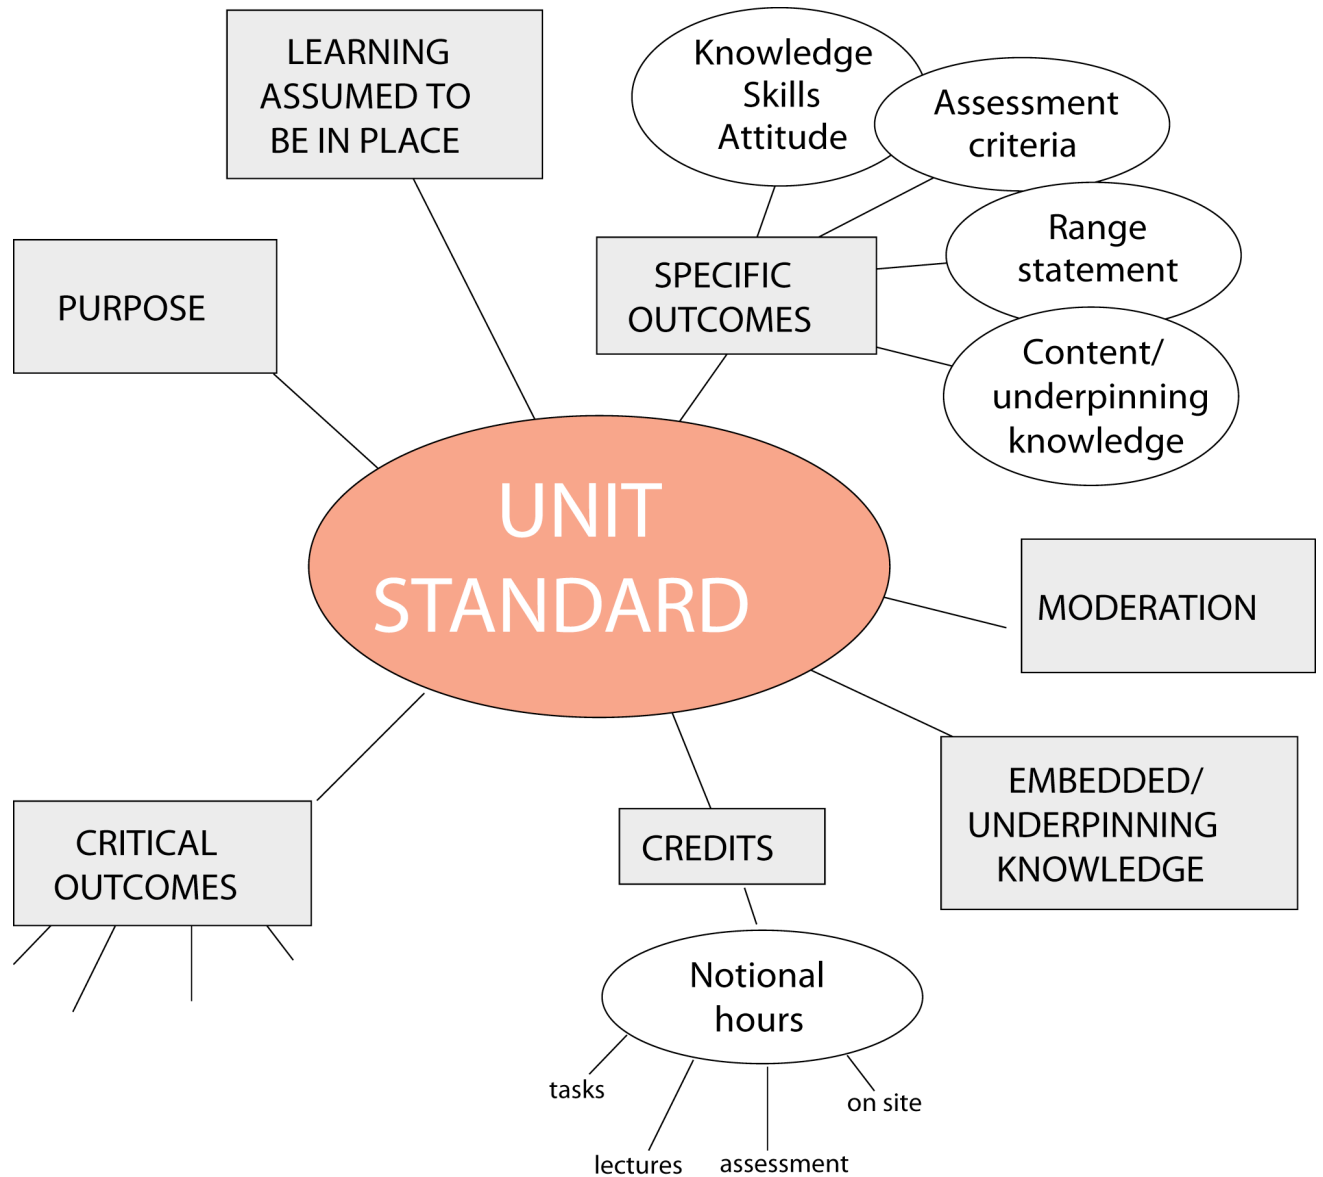 LEARNING
ASSUMED TO
BE IN PLACE
Knowledge
Skills
Attitude
Assessment
criteria
Range
statement
PURPOSE
SPECIFIC
OUTCOMES
Content/
underpinning
knowledge
UNIT
STANDARD
MODERATION
EMBEDDED/
UNDERPINNING
KNOWLEDGE
CRITICAL
OUTCOMES
CREDITS
Notional
hours
tasks
lectures
assessment
on site